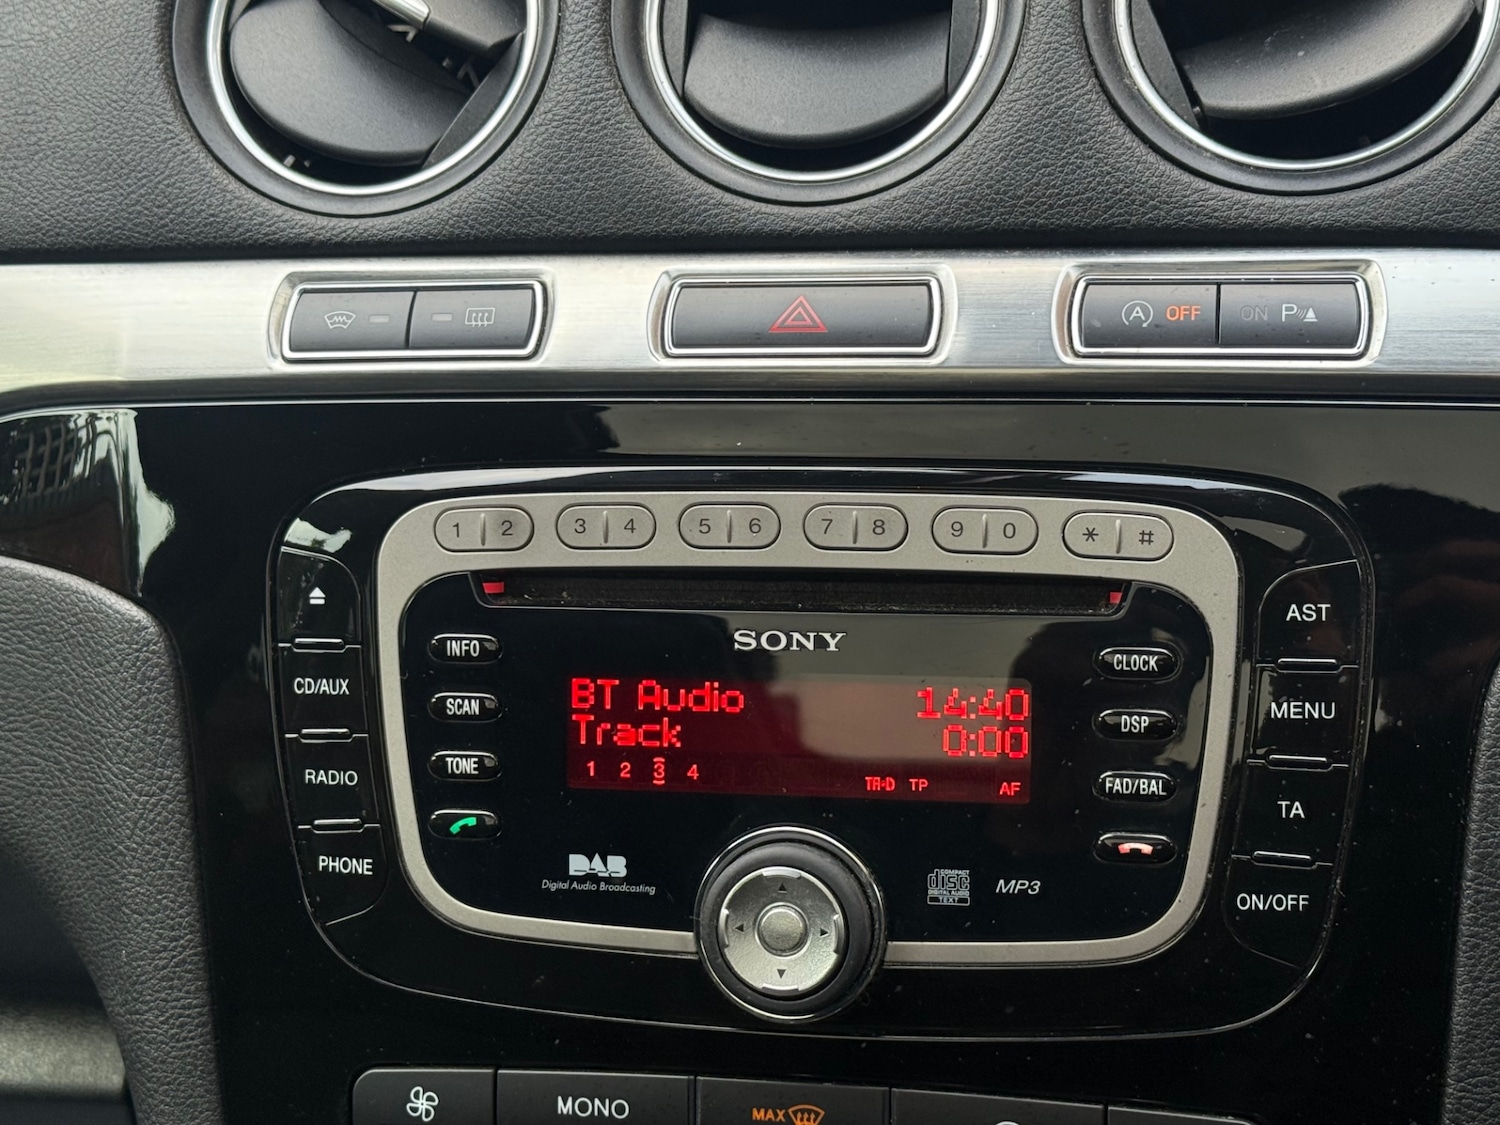 A OFF ON P
1 2 3 4 5 6 7 8 9 0 * #
SONY
INFO
SCAN
TONE
CD/AUX
RADIO
PHONE
BT Audio 14:40
Track 0:00
1 2 3 4 TA-D TP AF
CLOCK
DSP
FAD/BAL
AST
MENU
TA
ON/OFF
DAB
Digital Audio Broadcasting
COMPACT
disc
DIGITAL AUDIO
TEXT
MP3
MONO
MAX